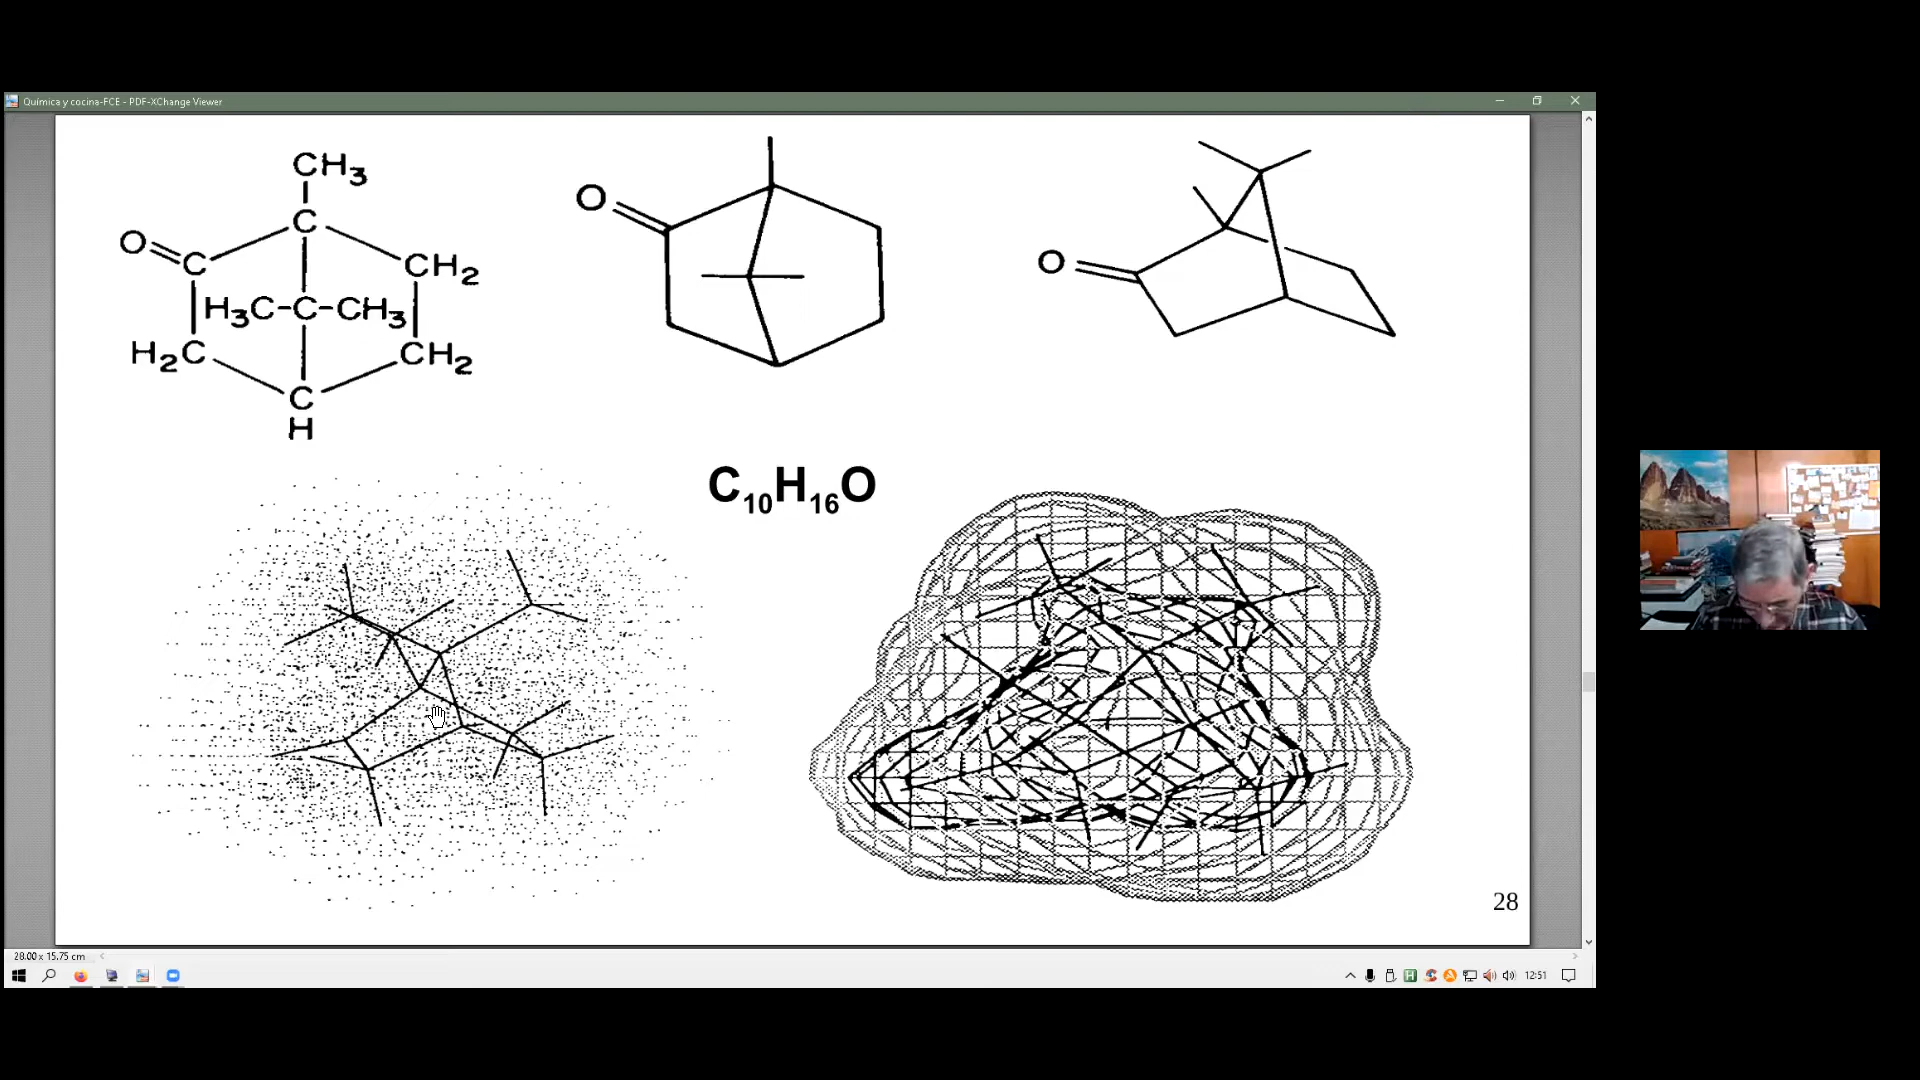 Química y cocina-FCE - PDF-XChange Viewer
CH3
O
C
C
CH2
H3C-C-CH3
H2C
CH2
C
H
O
O
C10H16O
28
28.00 x 15.75 cm
12:51